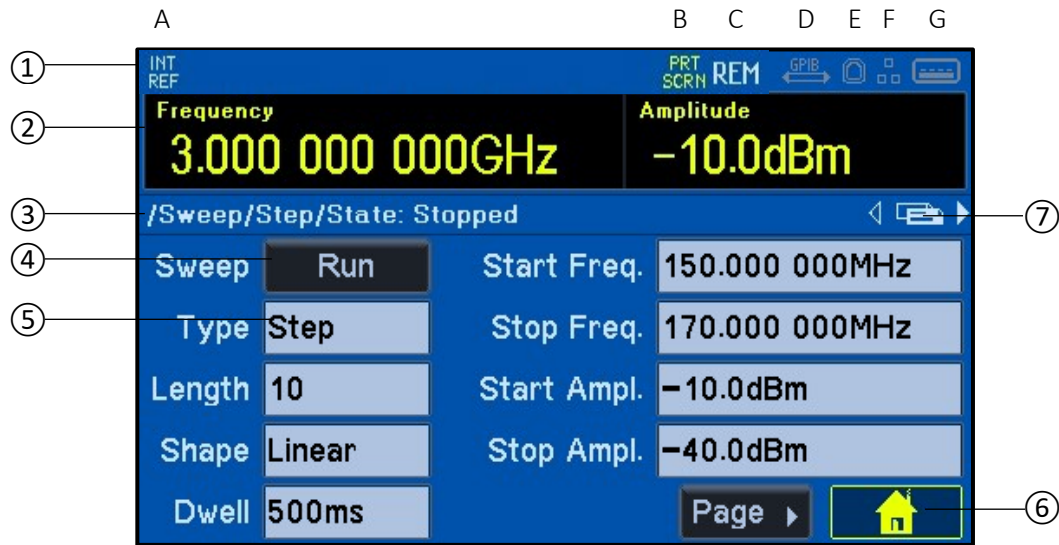 A B C D E F G
① INT REF PRT SCRN REM GPIB
② Frequency Amplitude
3.000 000 000GHz -10.0dBm
③ /Sweep/Step/State: Stopped ⑦
④ Sweep Run Start Freq. 150.000 000MHz
⑤ Type Step Stop Freq. 170.000 000MHz
Length 10 Start Ampl. -10.0dBm
Shape Linear Stop Ampl. -40.0dBm
Dwell 500ms Page ⑥